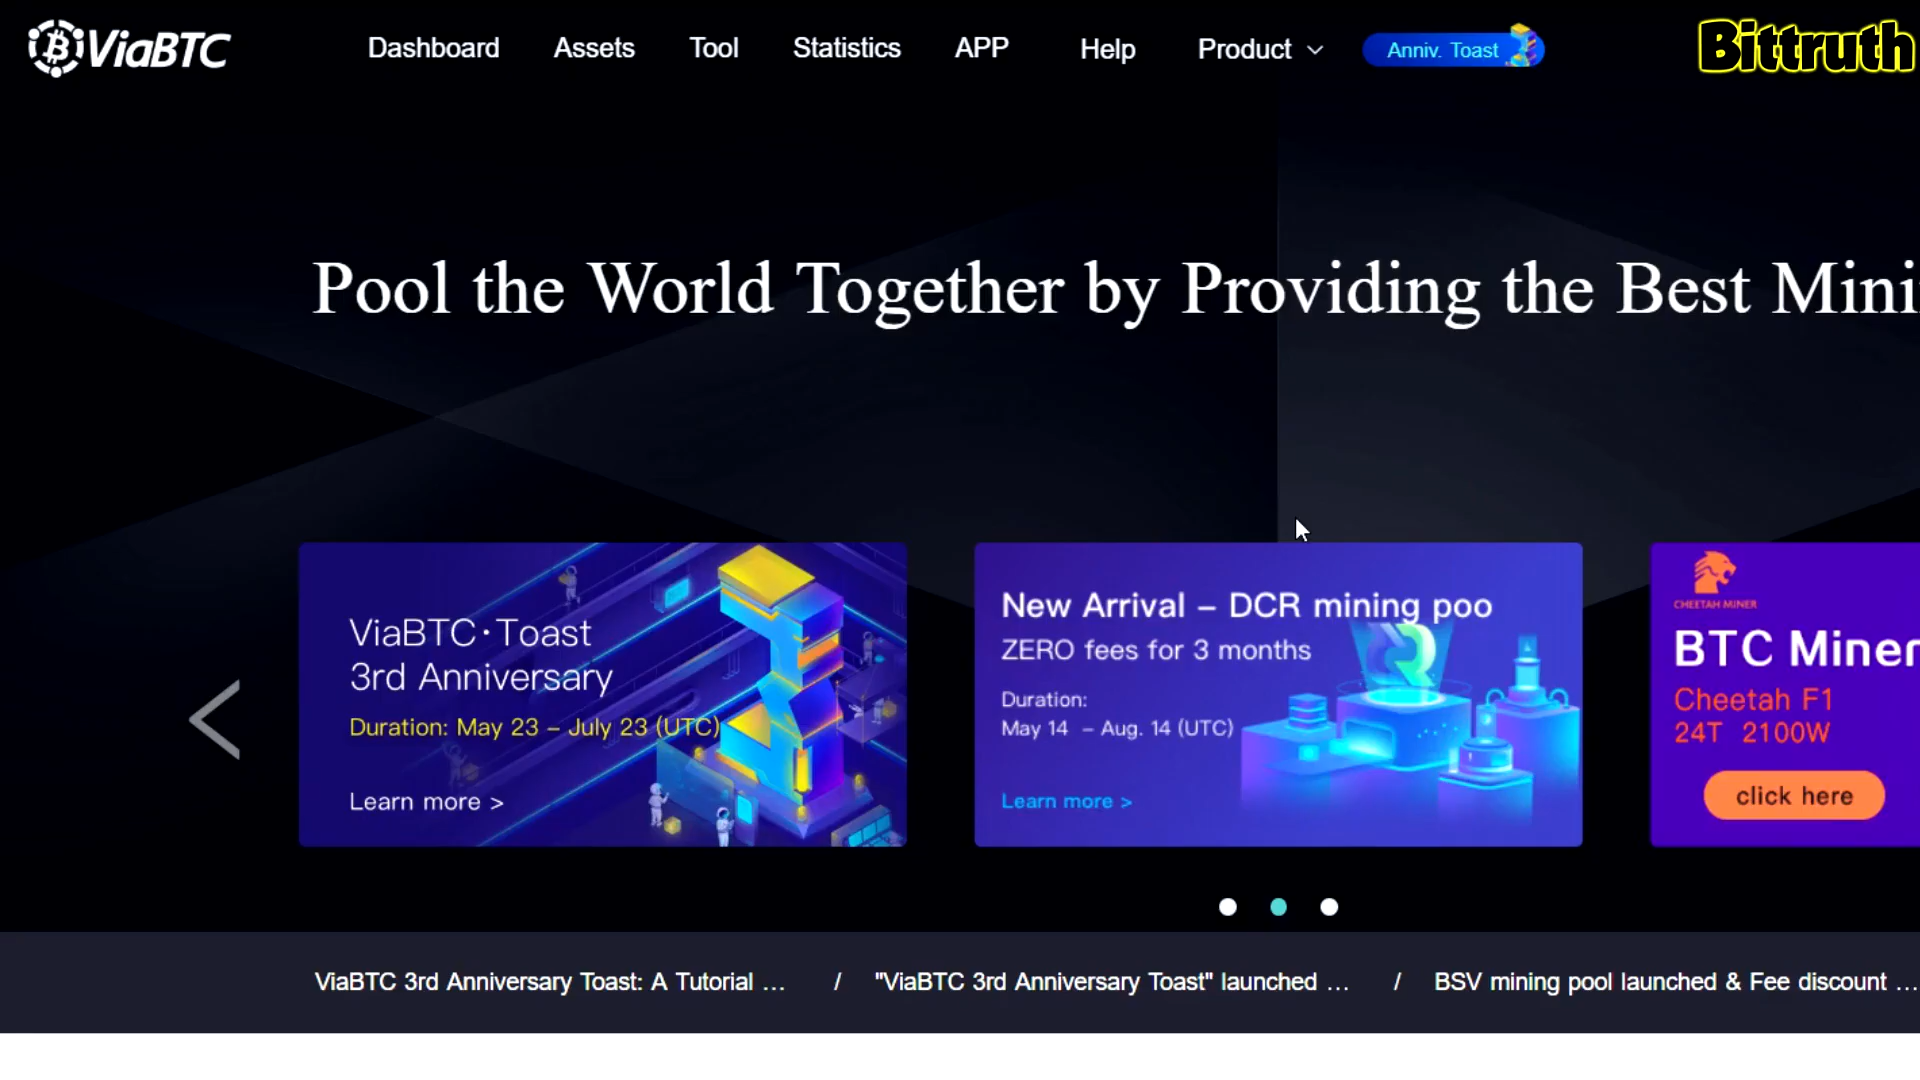 ViaBTC
Dashboard
Assets
Tool
Statistics
APP
Help
Product
Anniv. Toast
Bittruth
Pool the World Together by Providing the Best Mini
ViaBTC·Toast
3rd Anniversary
Duration: May 23 – July 23 (UTC)
Learn more >
New Arrival – DCR mining poo
ZERO fees for 3 months
Duration:
May 14 – Aug. 14 (UTC)
Learn more >
CHEETAH MINER
BTC Miner
Cheetah F1
24T 2100W
click here
ViaBTC 3rd Anniversary Toast: A Tutorial ... / "ViaBTC 3rd Anniversary Toast" launched ... / BSV mining pool launched & Fee discount ...